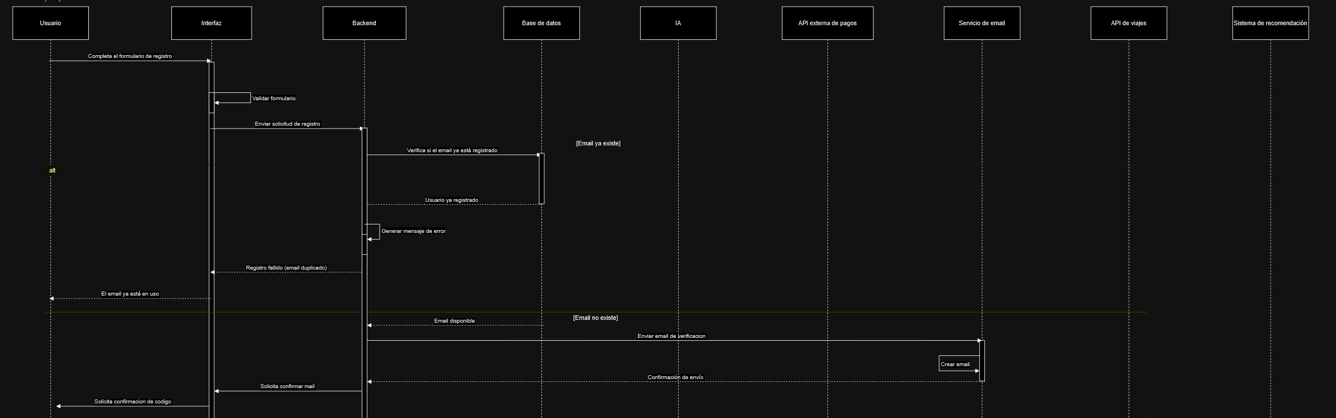 Usuario
Interfaz
Backend
Base de datos
IA
API externa de pagos
Servicio de email
API de viajes
Sistema de recomendación
Completa el formulario de registro
Validar formulario
Enviar solicitud de registro
[Email ya existe]
Verifica si el email ya está registrado
alt
Usuario ya registrado
Generar mensaje de error
Registro fallido (email duplicado)
El email ya está en uso
[Email no existe]
Email disponible
Enviar email de verificacion
Crear email
Confirmación de envío
Solicita confirmar mail
Solicita confirmacion de codigo